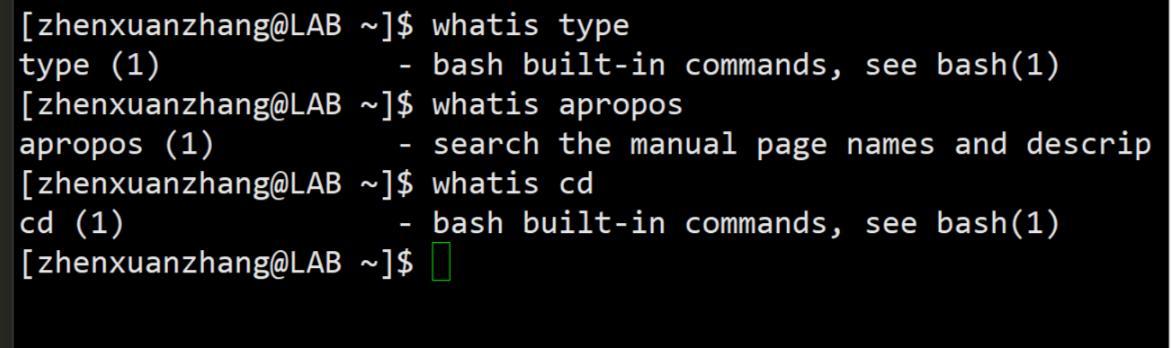 [zhenxuanzhang@LAB ~]$ whatis type
type (1)             - bash built-in commands, see bash(1)
[zhenxuanzhang@LAB ~]$ whatis apropos
apropos (1)          - search the manual page names and descrip
[zhenxuanzhang@LAB ~]$ whatis cd
cd (1)               - bash built-in commands, see bash(1)
[zhenxuanzhang@LAB ~]$